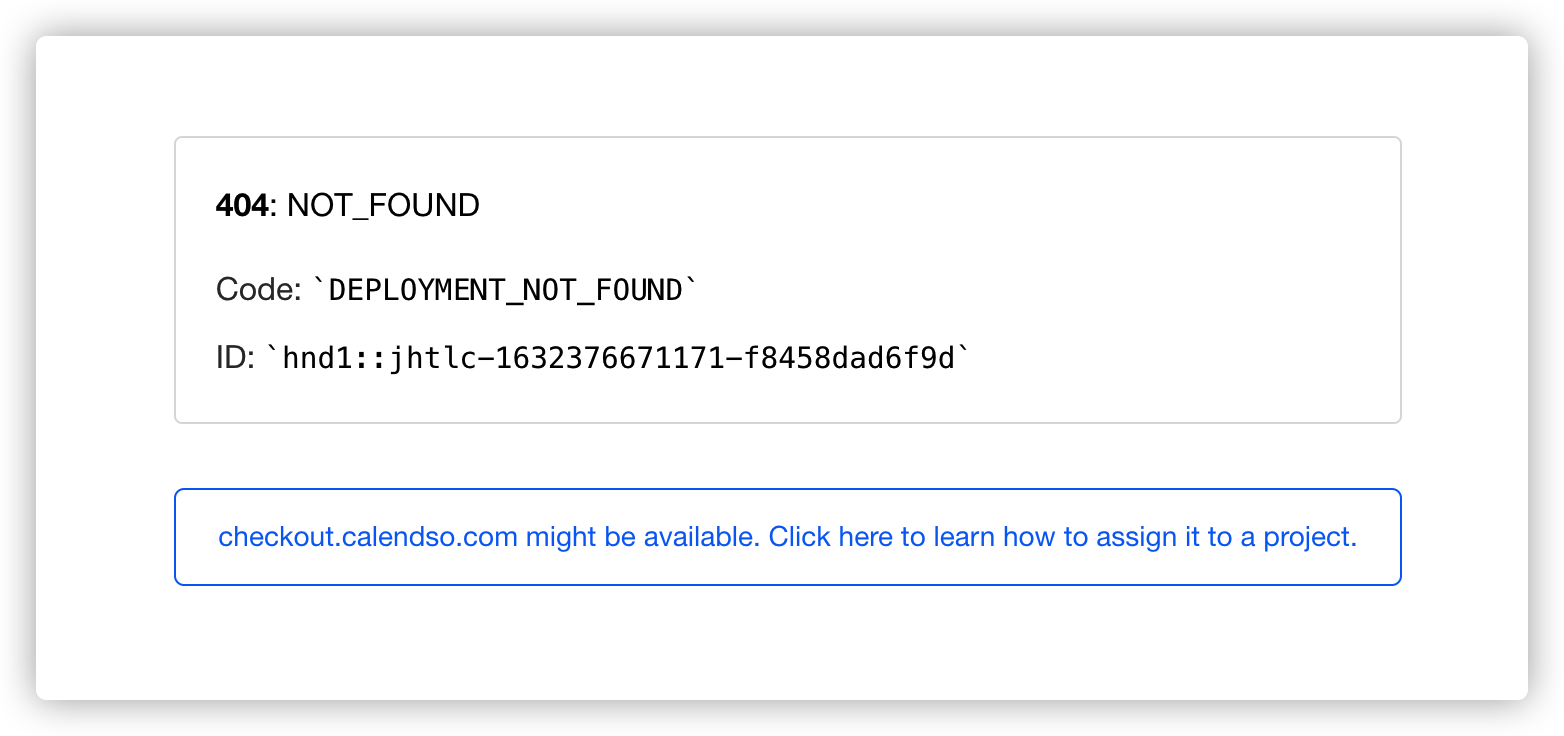 404: NOT_FOUND
Code: `DEPLOYMENT_NOT_FOUND`
ID: `hnd1::jhtlc-1632376671171-f8458dad6f9d`
checkout.calendso.com might be available. Click here to learn how to assign it to a project.